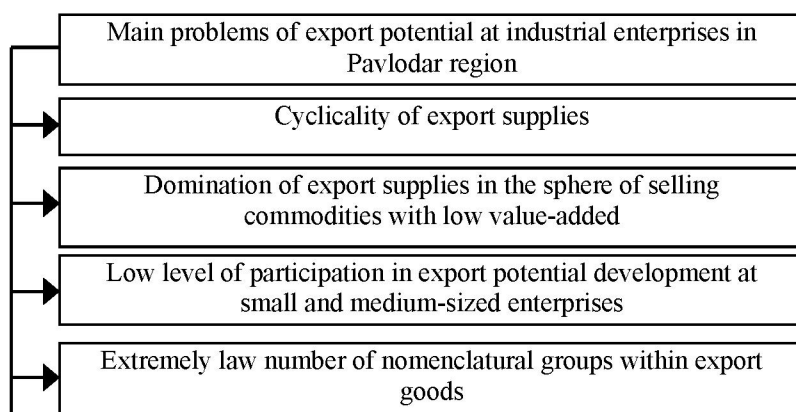 Main problems of export potential at industrial enterprises in
Pavlodar region
Cyclicality of export supplies
Domination of export supplies in the sphere of selling
commodities with low value-added
Low level of participation in export potential development at
small and medium-sized enterprises
Extremely law number of nomenclatural groups within export
goods